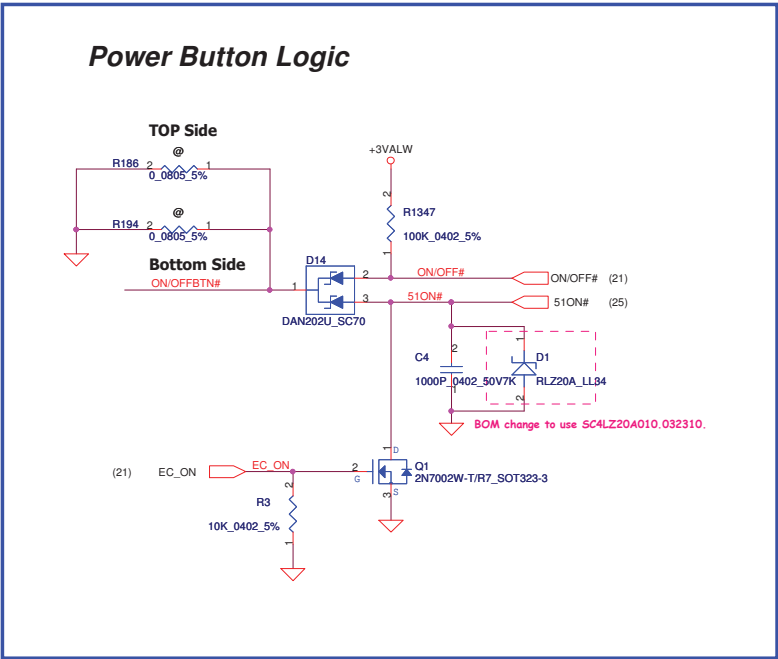 Power Button Logic
TOP Side
@
R186 2 1
0_0805_5%
@
R194 2 1
0_0805_5%
Bottom Side
ON/OFFBTN#
+3VALW
2
R1347
100K_0402_5%
1
D14
1 2 ON/OFF# ON/OFF# (21)
3 51ON# 51ON# (25)
DAN202U_SC70
2 1
C4 D1
1000P_0402_50V7K RLZ20A_LL34
1 2
BOM change to use SC4LZ20A010,032310.
1 D
(21) EC_ON EC_ON 2 G Q1
2N7002W-T/R7_SOT323-3
3 S
2
R3
10K_0402_5%
1